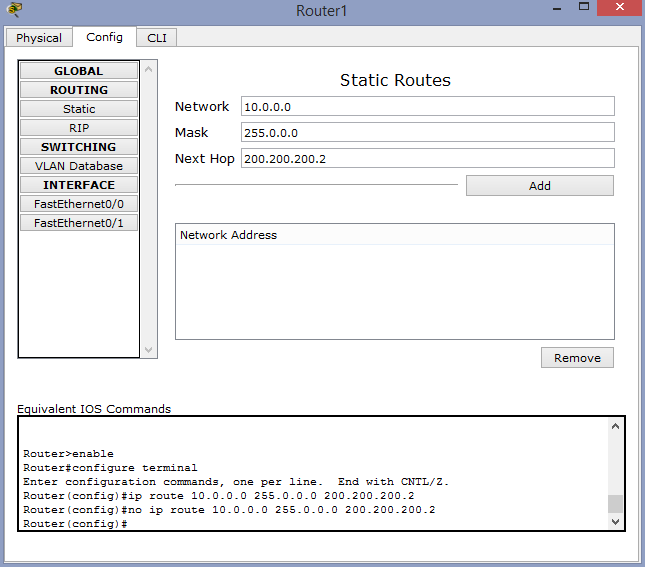 Router1
Physical
Config
CLI
GLOBAL
ROUTING
Static
RIP
SWITCHING
VLAN Database
INTERFACE
FastEthernet0/0
FastEthernet0/1
Static Routes
Network 10.0.0.0
Mask 255.0.0.0
Next Hop 200.200.200.2
Add
Network Address
Remove
Equivalent IOS Commands
Router>enable
Router#configure terminal
Enter configuration commands, one per line.  End with CNTL/Z.
Router(config)#ip route 10.0.0.0 255.0.0.0 200.200.200.2
Router(config)#no ip route 10.0.0.0 255.0.0.0 200.200.200.2
Router(config)#